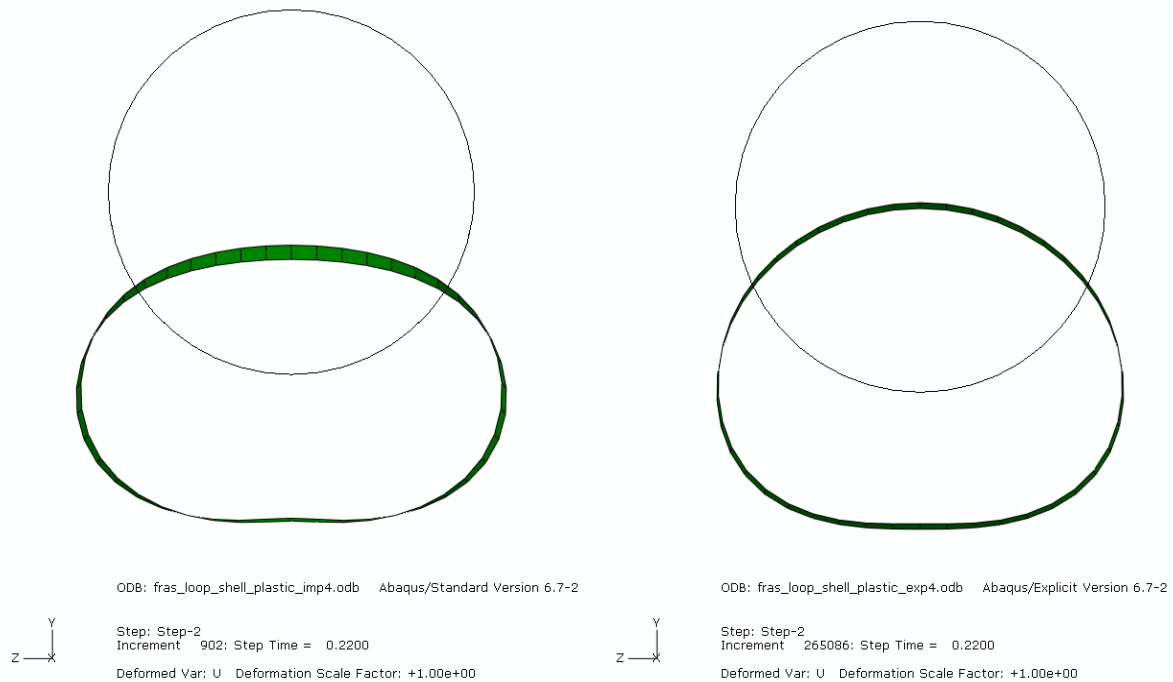 ODB: fras_loop_shell_plastic_imp4.odb    Abaqus/Standard Version 6.7-2
Y
Z
X
Step: Step-2
Increment    902: Step Time =    0.2200
Deformed Var: U   Deformation Scale Factor: +1.00e+00
ODB: fras_loop_shell_plastic_exp4.odb    Abaqus/Explicit Version 6.7-2
Y
Z
X
Step: Step-2
Increment    265086: Step Time =    0.2200
Deformed Var: U   Deformation Scale Factor: +1.00e+00